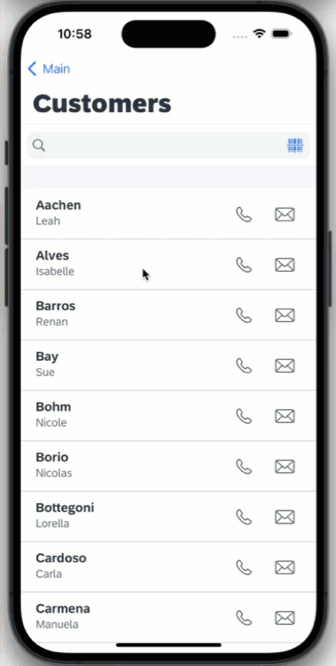 10:58
Main
Customers
Aachen
Leah
Alves
Isabelle
Barros
Renan
Bay
Sue
Bohm
Nicole
Borio
Nicolas
Bottegoni
Lorella
Cardoso
Carla
Carmena
Manuela